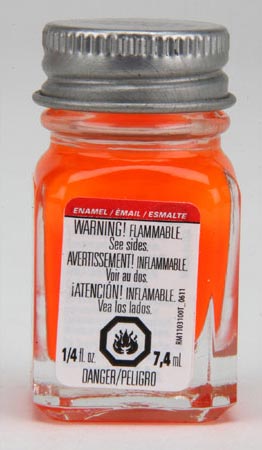 ENAMEL / ÉMAIL / ESMALTE
WARNING! FLAMMABLE.
See sides.
AVERTISSEMENT! INFLAMMABLE.
Voir au dos.
¡ATENCIÓN! INFLAMABLE.
Vea los lados.
1/4 fl. oz. 7,4 ml
DANGER/PELIGRO
RM1103100T_0611